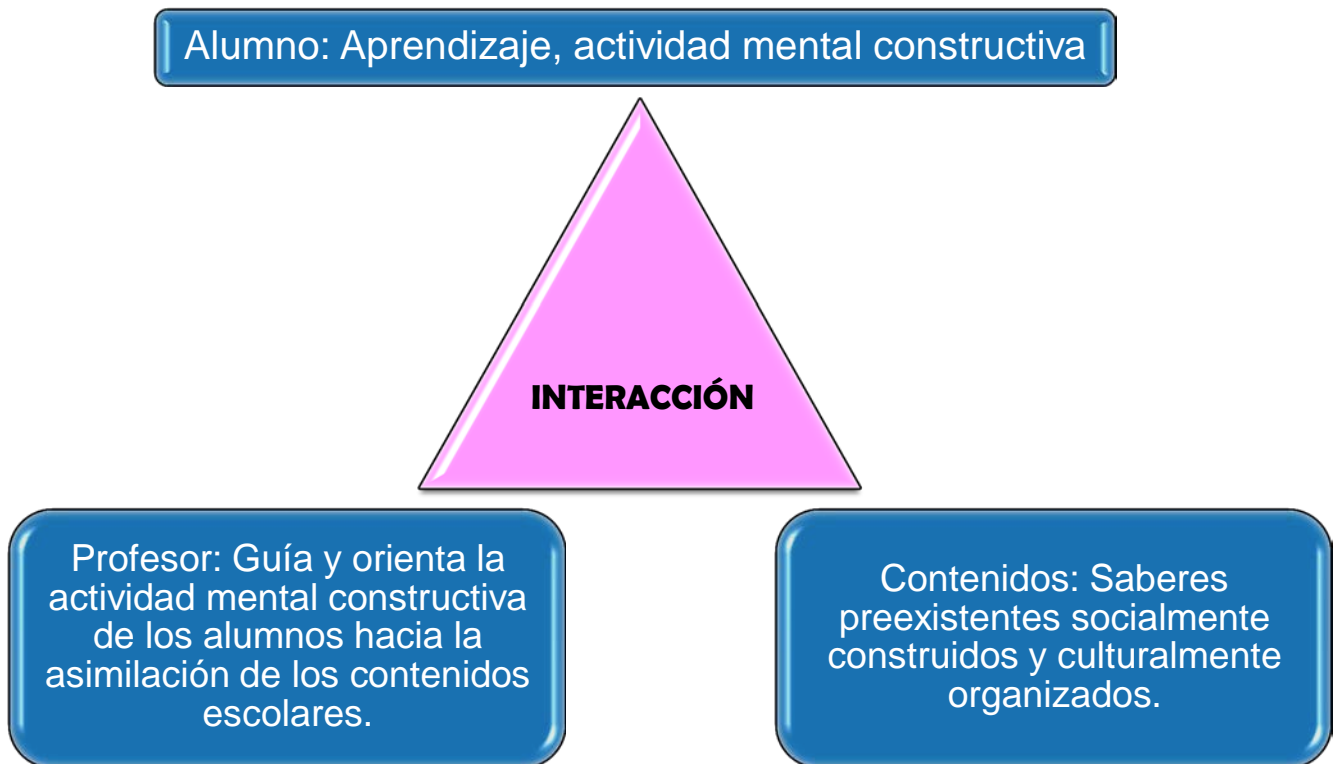 Alumno: Aprendizaje, actividad mental constructiva
INTERACCIÓN
Profesor: Guía y orienta la
actividad mental constructiva
de los alumnos hacia la
asimilación de los contenidos
escolares.
Contenidos: Saberes
preexistentes socialmente
construidos y culturalmente
organizados.